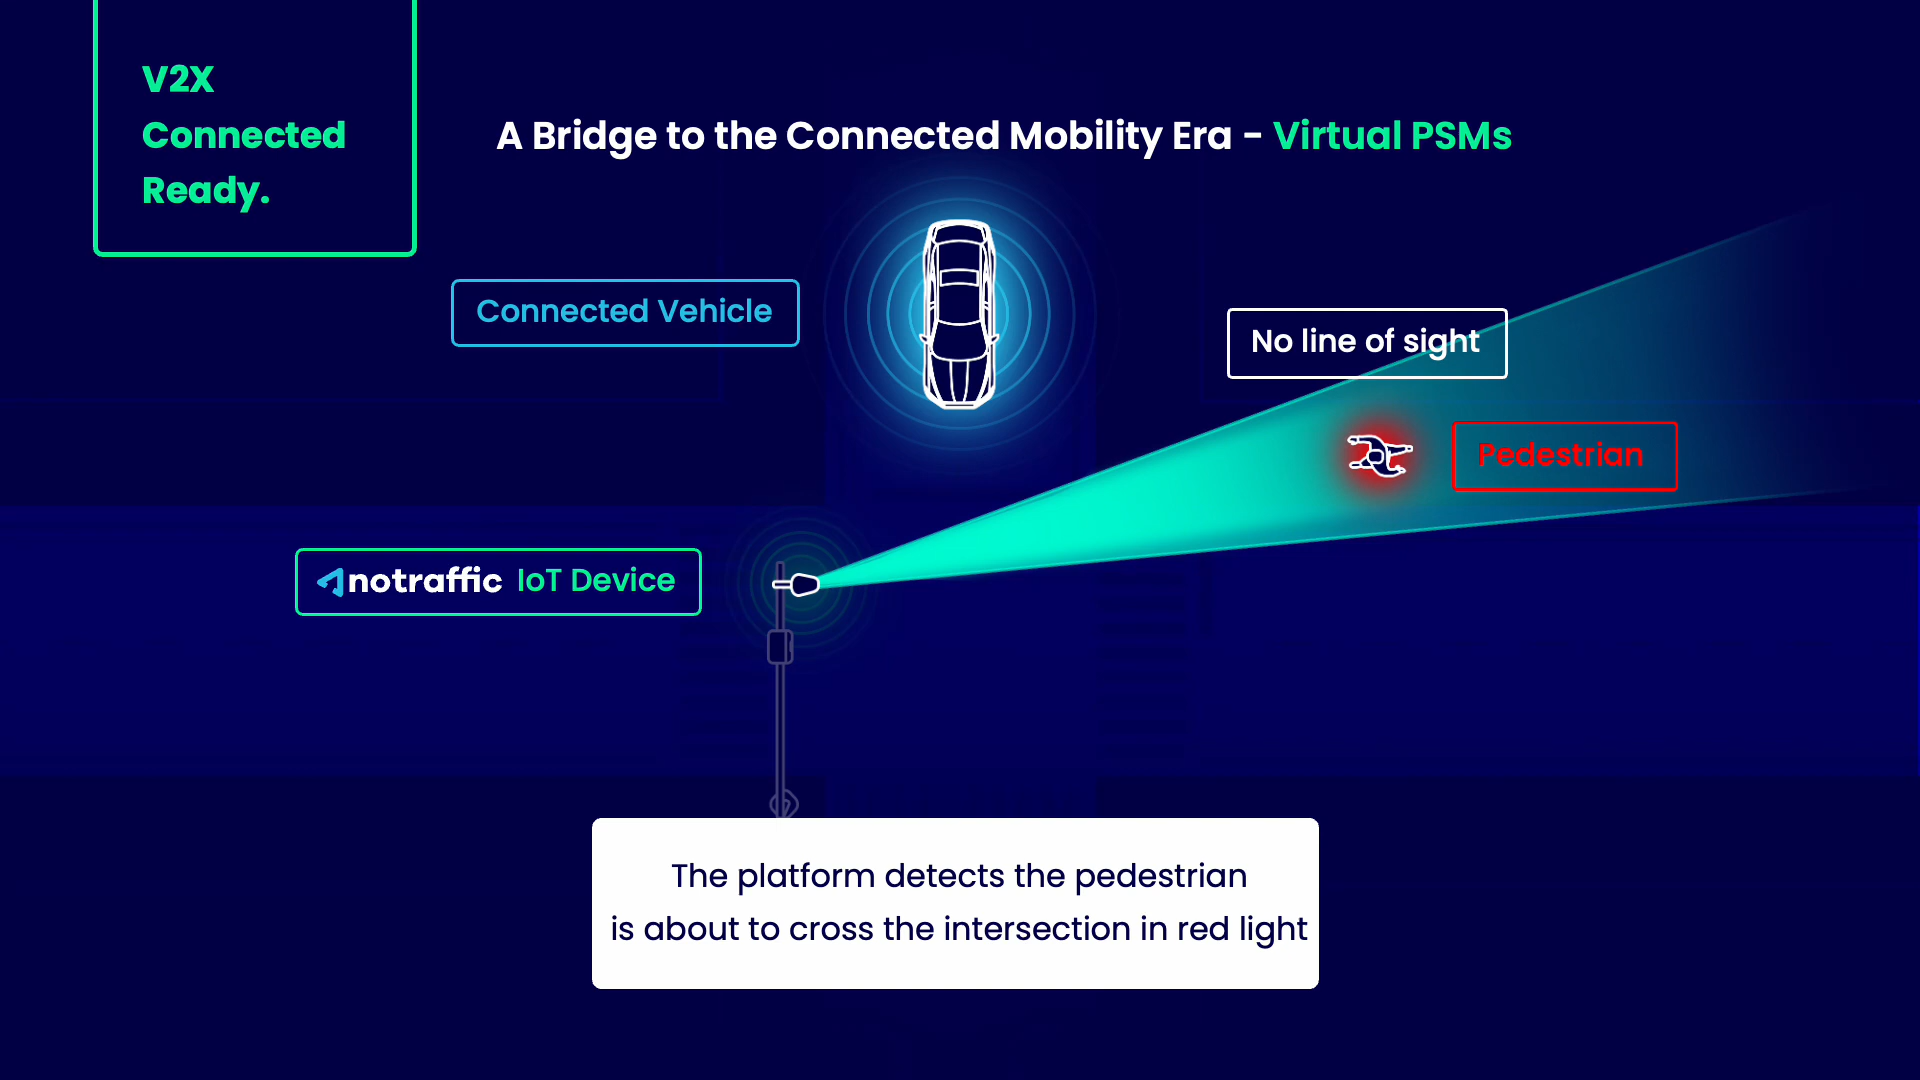 V2X
Connected
Ready.
A Bridge to the Connected Mobility Era - Virtual PSMs
Connected Vehicle
No line of sight
Pedestrian
notraffic IoT Device
The platform detects the pedestrian
is about to cross the intersection in red light